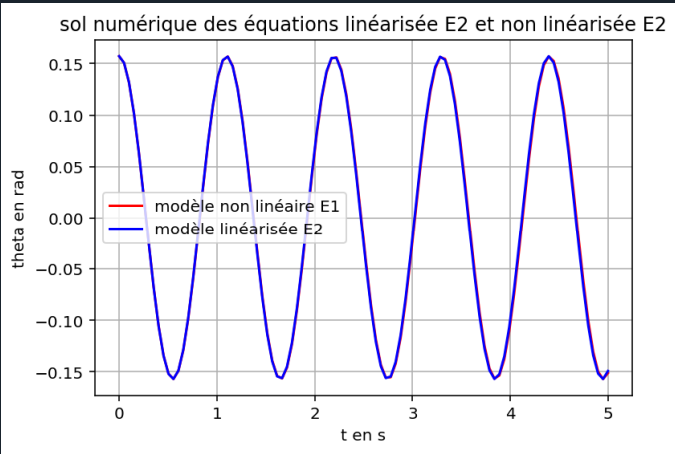 sol numérique des équations linéarisée E2 et non linéarisée E2
0.15
0.10
0.05
0.00
−0.05
−0.10
−0.15
theta en rad
modèle non linéaire E1
modèle linéarisée E2
0 1 2 3 4 5
t en s